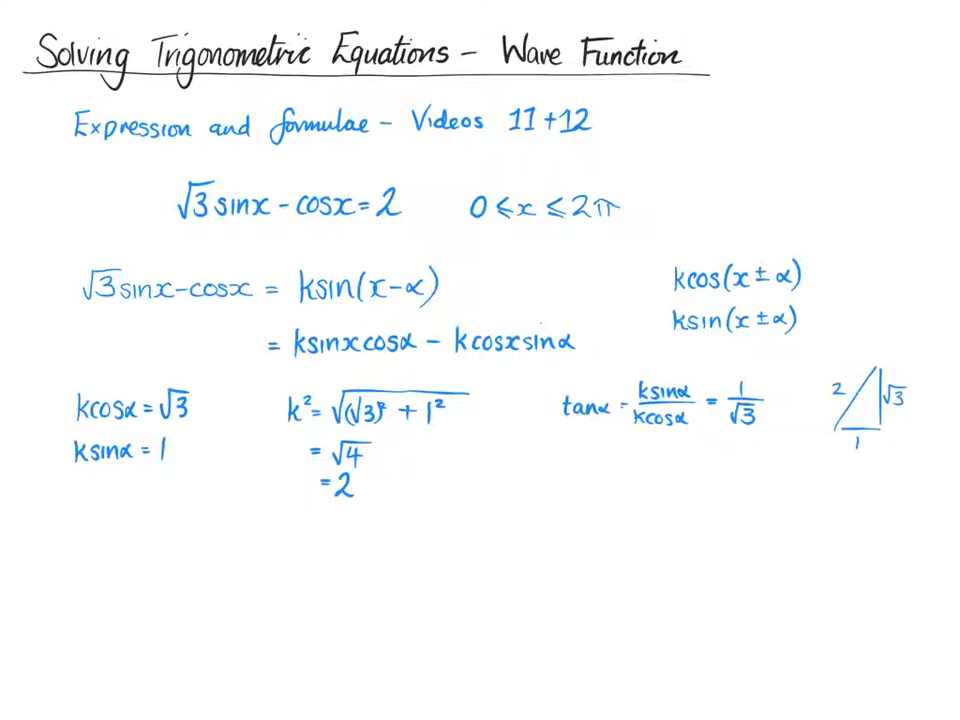 Solving Trigonometric Equations - Wave Function
Expression and formulae - Videos 11+12
√3 sinx - cosx = 2   0 ≤ x ≤ 2π
√3 sinx - cosx = ksin(x-α)
kcos(x ± α)
ksin(x ± α)
= ksinxcosα - kcosxsinα
kcosα = √3
ksinα = 1
k² = √((√3)² + 1²
= √4
= 2
tanα = ksinα/kcosα = 1/√3
2
√3
1